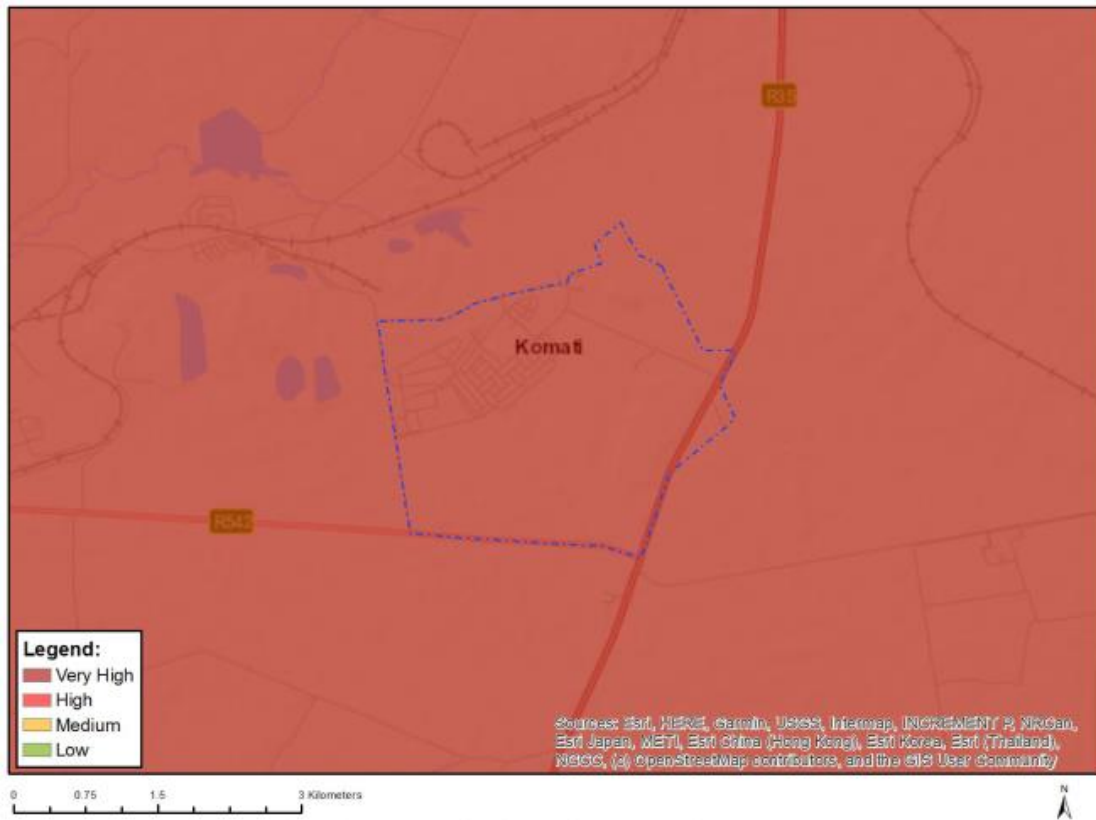 R35
Komati
R542
Legend:
Very High
High
Medium
Low
Sources: Esri, HERE, Garmin, USGS, Intermap, INCREMENT P, NRCan,
Esri Japan, METI, Esri China (Hong Kong), Esri Korea, Esri (Thailand),
NGCC, (c) OpenStreetMap contributors, and the GIS User Community
0 0.75 1.5 3 Kilometers
N